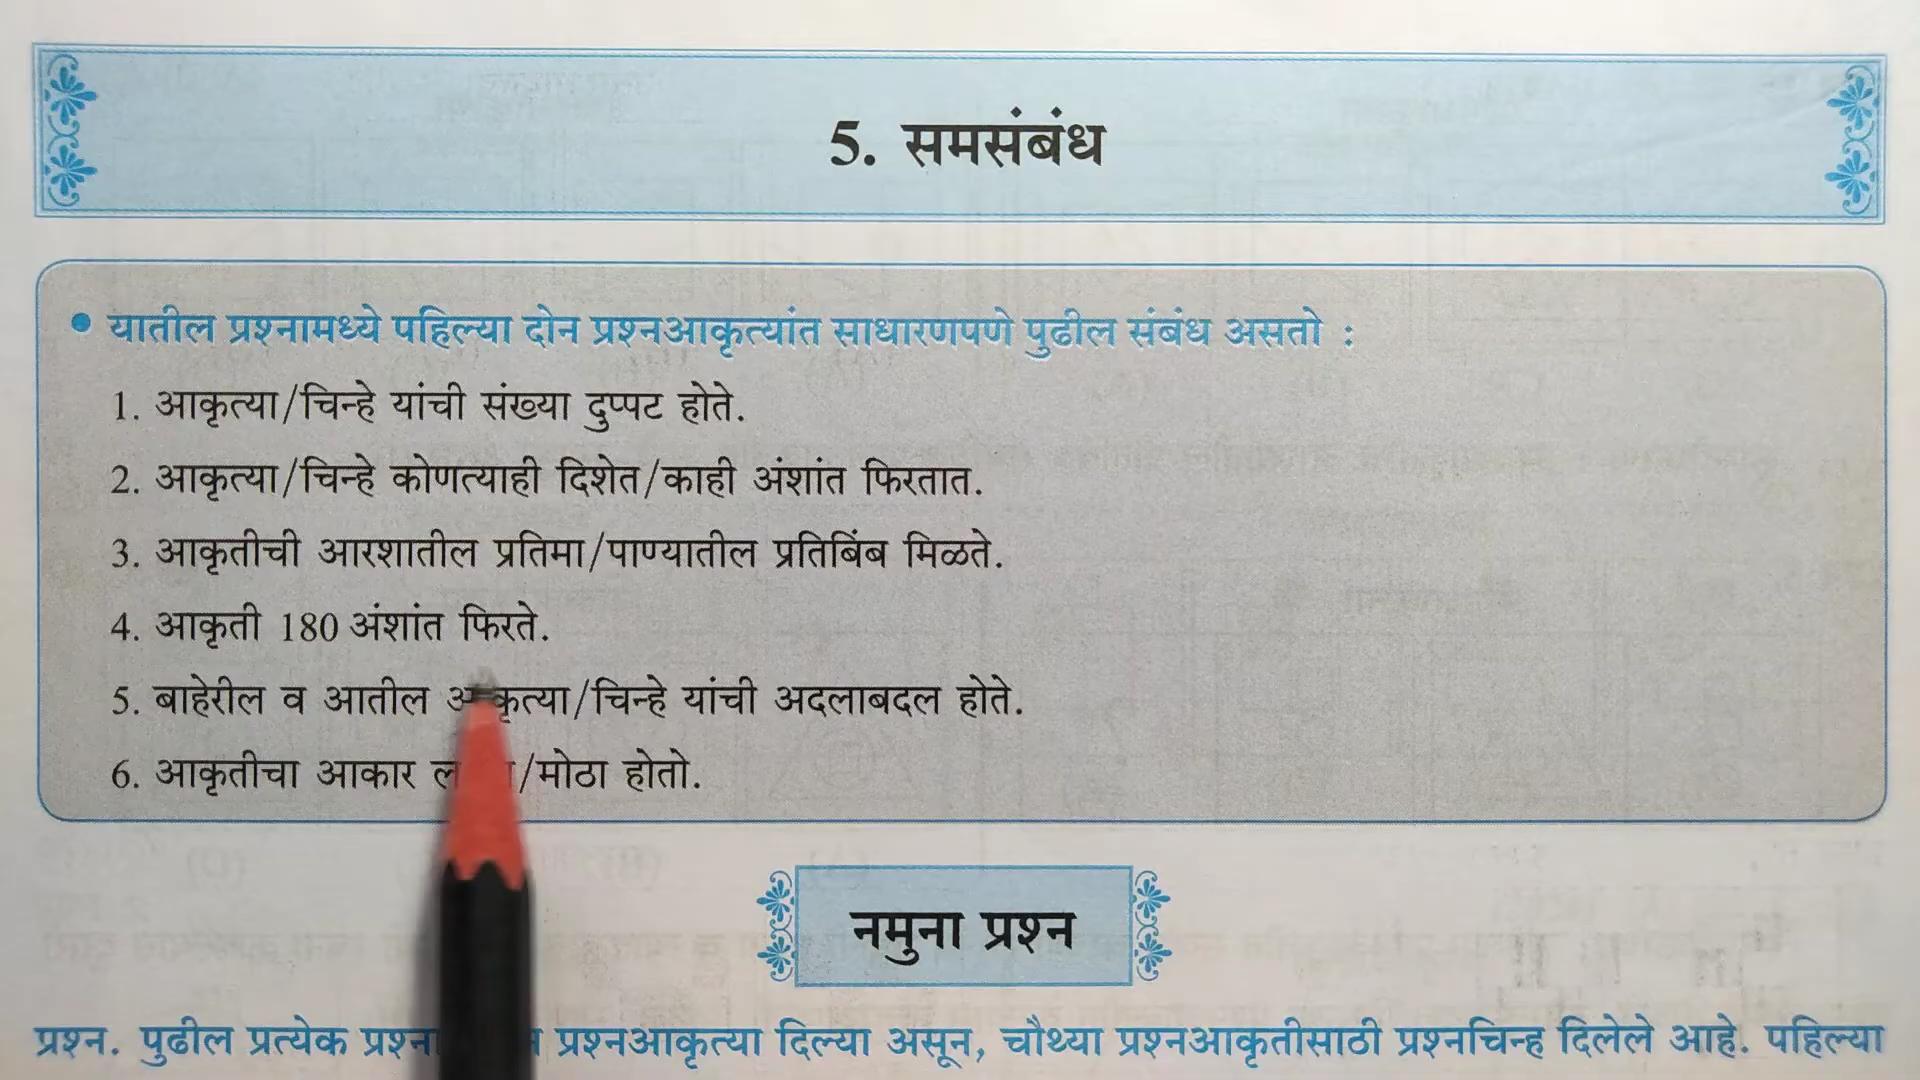 5. समसंबंध
• यातील प्रश्नामध्ये पहिल्या दोन प्रश्नआकृत्यांत साधारणपणे पुढील संबंध असतो :
1. आकृत्या/चिन्हे यांची संख्या दुप्पट होते.
2. आकृत्या/चिन्हे कोणत्याही दिशेत/काही अंशांत फिरतात.
3. आकृतीची आरशातील प्रतिमा/पाण्यातील प्रतिबिंब मिळते.
4. आकृती 180 अंशांत फिरते.
5. बाहेरील व आतील आकृत्या/चिन्हे यांची अदलाबदल होते.
6. आकृतीचा आकार /मोठा होतो.
नमुना प्रश्न
प्रश्न. पुढील प्रत्येक प्रश्नआकृत्या दिल्या असून, चौथ्या प्रश्नआकृतीसाठी प्रश्नचिन्ह दिलेले आहे. पहिल्या